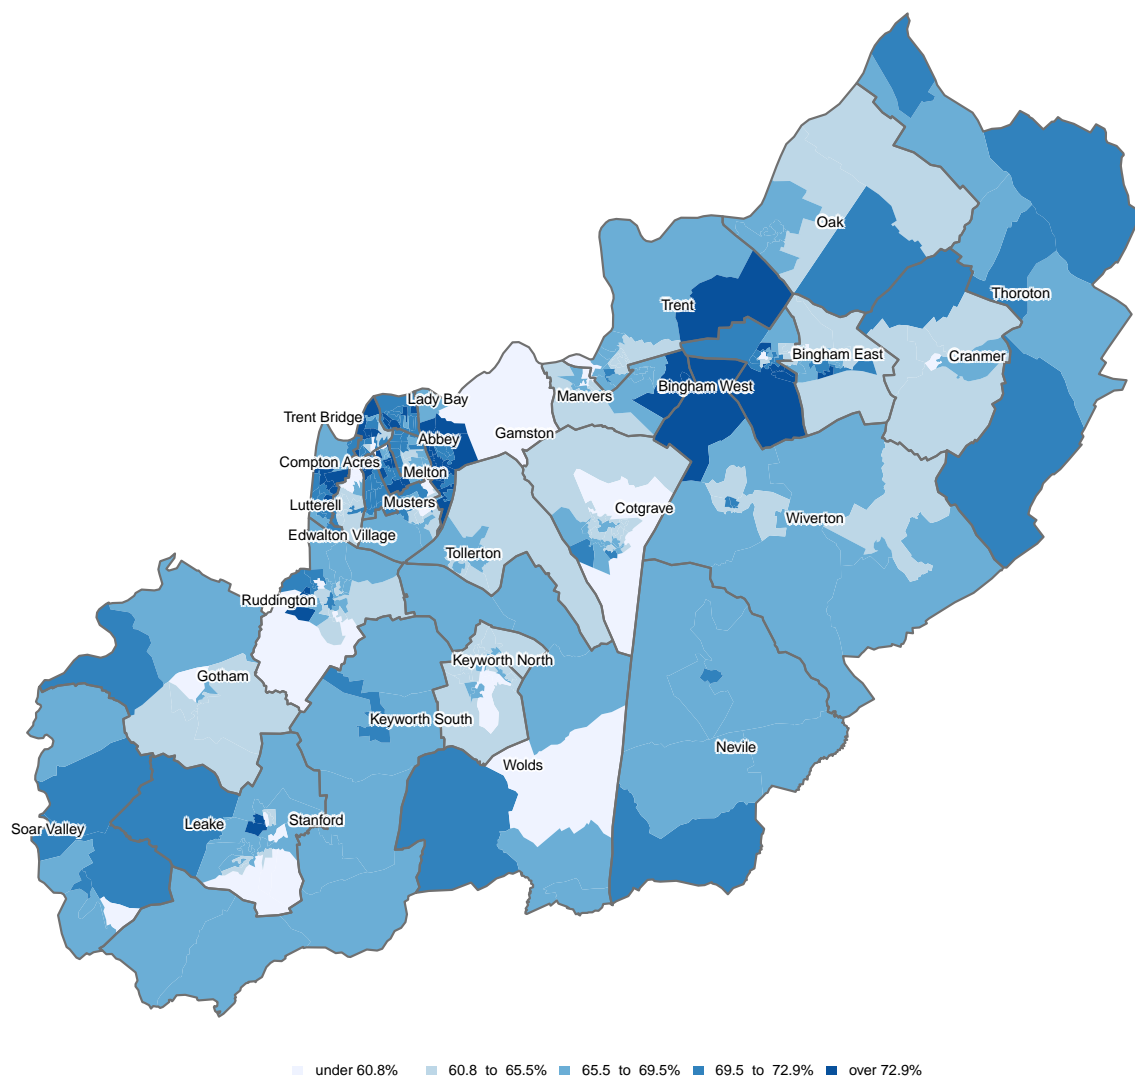 Oak
Thoroton
Trent
Bingham East
Cranmer
Bingham West
Manvers
Lady Bay
Trent Bridge
Abbey
Gamston
Compton Acres
Melton
Lutterell
Musters
Cotgrave
Wiverton
Edwalton Village
Tollerton
Ruddington
Keyworth North
Gotham
Keyworth South
Nevile
Wolds
Soar Valley
Leake
Stanford
under 60.8% 60.8 to 65.5% 65.5 to 69.5% 69.5 to 72.9% over 72.9%